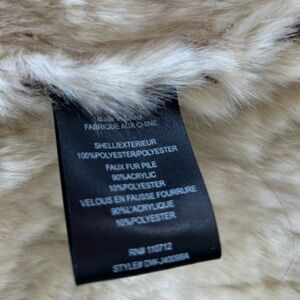 Made in China
FABRIQUE AUX CHINE
SHELL/EXTERIEUR
100%POLYESTER/POLYESTER
FAUX FUR PILE
90%ACRYLIC
10%POLYESTER
VELOUS EN FAUSSE FOURRURE
90%L'ACRYLIQUE
10%POLYESTER
RN# 110712
STYLE# DW-J40099A